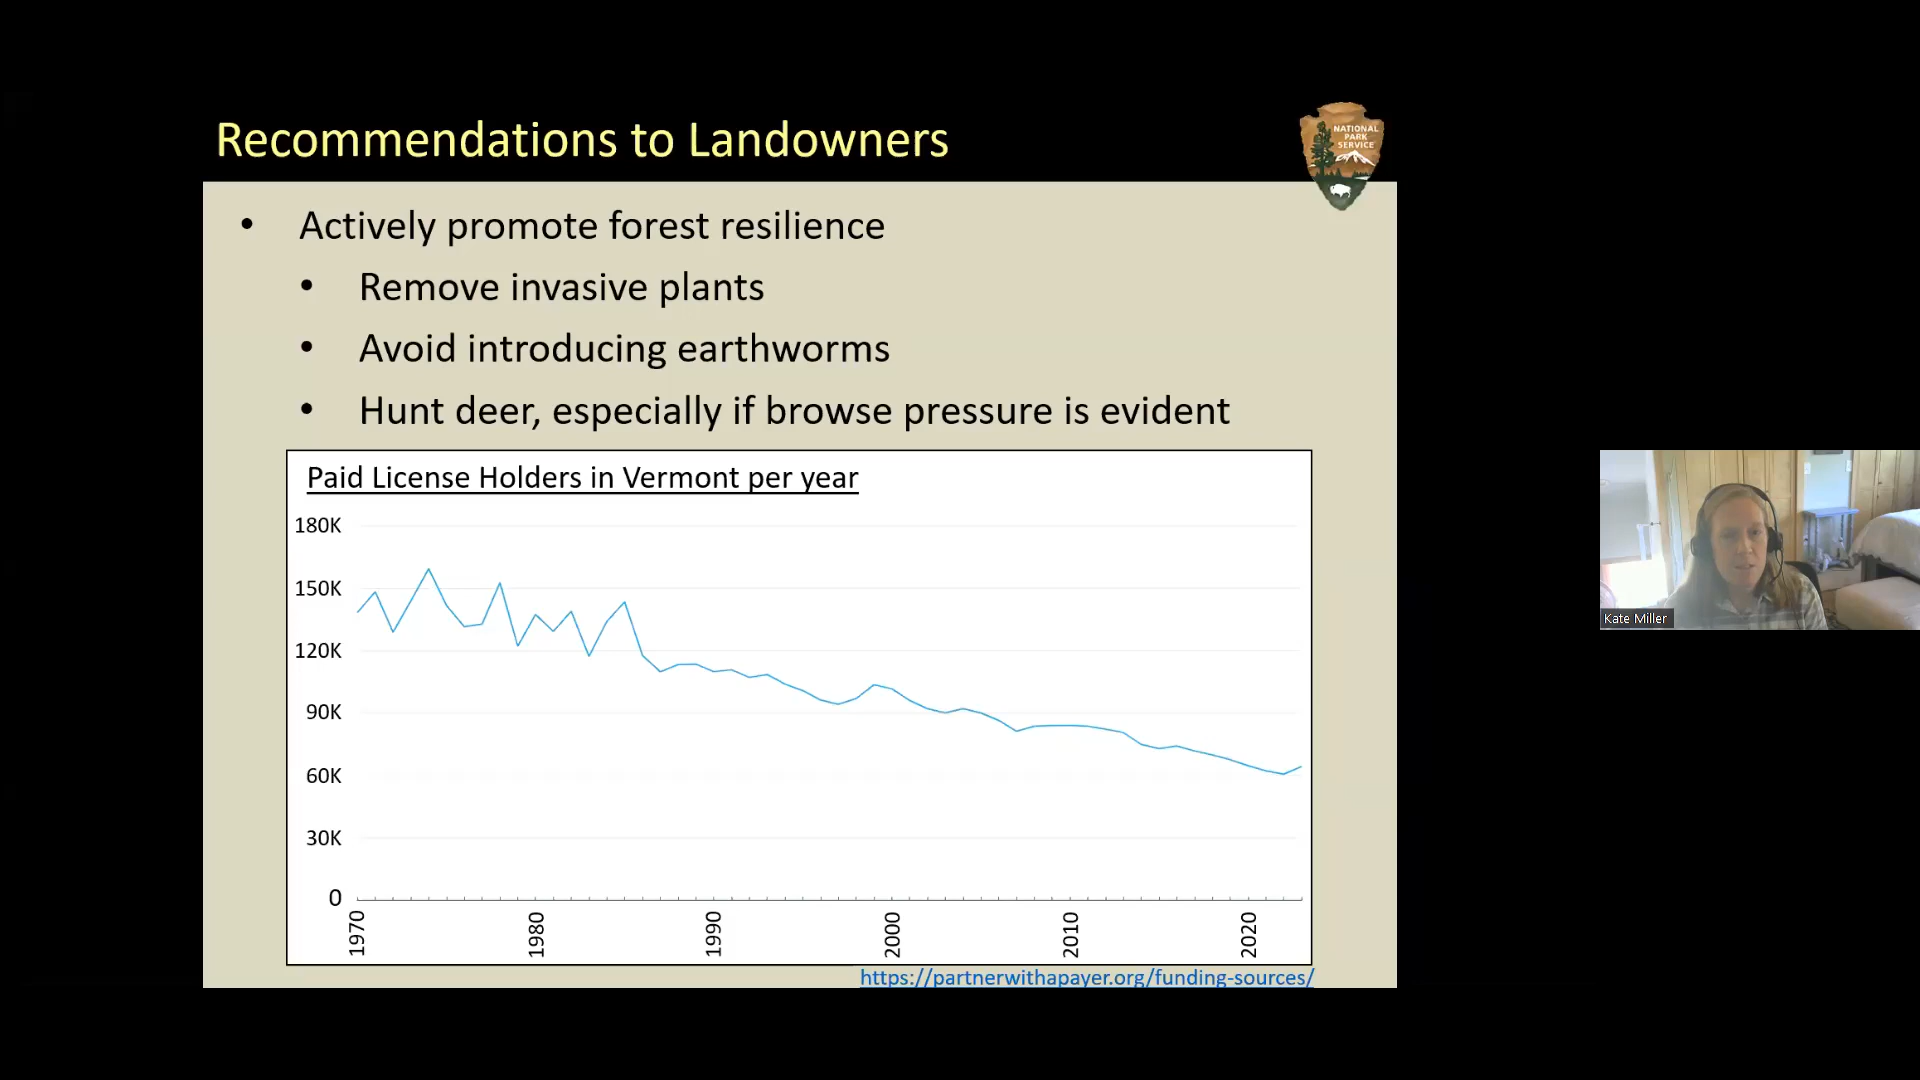 Recommendations to Landowners
NATIONAL
PARK
SERVICE
• Actively promote forest resilience
• Remove invasive plants
• Avoid introducing earthworms
• Hunt deer, especially if browse pressure is evident
Paid License Holders in Vermont per year
180K
150K
120K
90K
60K
30K
0
1970
1980
1990
2000
2010
2020
https://partnerwithapayer.org/funding-sources/
Kate Miller